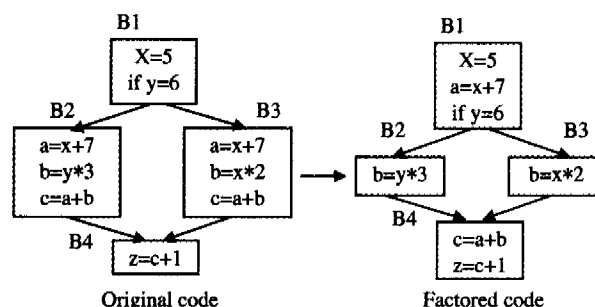 B1
X=5
if y=6
B2
B3
a=x+7
b=y*3
c=a+b
a=x+7
b=x*2
c=a+b
B4
z=c+1
Original code
B1
X=5
a=x+7
if y=6
B2
B3
b=y*3
b=x*2
B4
c=a+b
z=c+1
Factored code